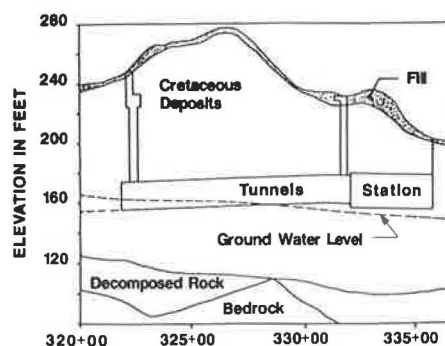 280
240
200
160
120
ELEVATION IN FEET
Cretaceous
Deposits
Fill
Tunnels
Station
Ground Water Level
Decomposed Rock
Bedrock
320+00
325+00
330+00
335+00